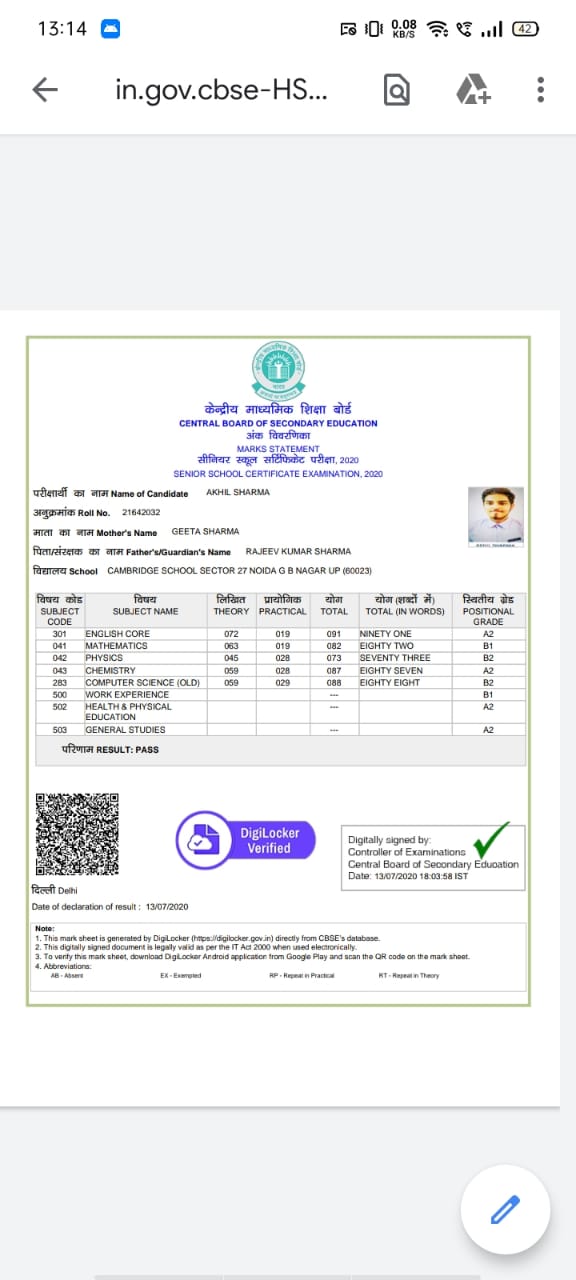 13:14
0.08 KB/S
42
in.gov.cbse-HS...
केन्द्रीय माध्यमिक शिक्षा बोर्ड
CENTRAL BOARD OF SECONDARY EDUCATION
अंक विवरणिका
MARKS STATEMENT
सीनियर स्कूल सर्टिफिकेट परीक्षा, 2020
SENIOR SCHOOL CERTIFICATE EXAMINATION, 2020
परीक्षार्थी का नाम Name of Candidate AKHIL SHARMA
अनुक्रमांक Roll No. 21642032
माता का नाम Mother's Name GEETA SHARMA
पिता/संरक्षक का नाम Father's/Guardian's Name RAJEEV KUMAR SHARMA
विद्यालय School CAMBRIDGE SCHOOL SECTOR 27 NOIDA G B NAGAR UP (60023)
विषय कोड विषय लिखित प्रायोगिक योग योग (शब्दों में) स्थितीय ग्रेड
SUBJECT CODE SUBJECT NAME THEORY PRACTICAL TOTAL TOTAL (IN WORDS) POSITIONAL GRADE
301 ENGLISH CORE 072 019 091 NINETY ONE A2
041 MATHEMATICS 063 019 082 EIGHTY TWO B1
042 PHYSICS 045 028 073 SEVENTY THREE B2
043 CHEMISTRY 059 028 087 EIGHTY SEVEN A2
283 COMPUTER SCIENCE (OLD) 059 029 088 EIGHTY EIGHT B2
500 WORK EXPERIENCE --- B1
502 HEALTH & PHYSICAL EDUCATION --- A2
503 GENERAL STUDIES --- A2
परिणाम RESULT: PASS
DigiLocker
Verified
Digitally signed by:
Controller of Examinations
Central Board of Secondary Education
Date: 13/07/2020 18:03:58 IST
दिल्ली Delhi
Date of declaration of result : 13/07/2020
Note:
1. This mark sheet is generated by DigiLocker (https://digilocker.gov.in) directly from CBSE's database.
2. This digitally signed document is legally valid as per the IT Act 2000 when used electronically.
3. To verify this mark sheet, download DigiLocker Android application from Google Play and scan the QR code on the mark sheet.
4. Abbreviations:
AB - Absent EX - Exempted RP - Repeat in Practical RT - Repeat in Theory